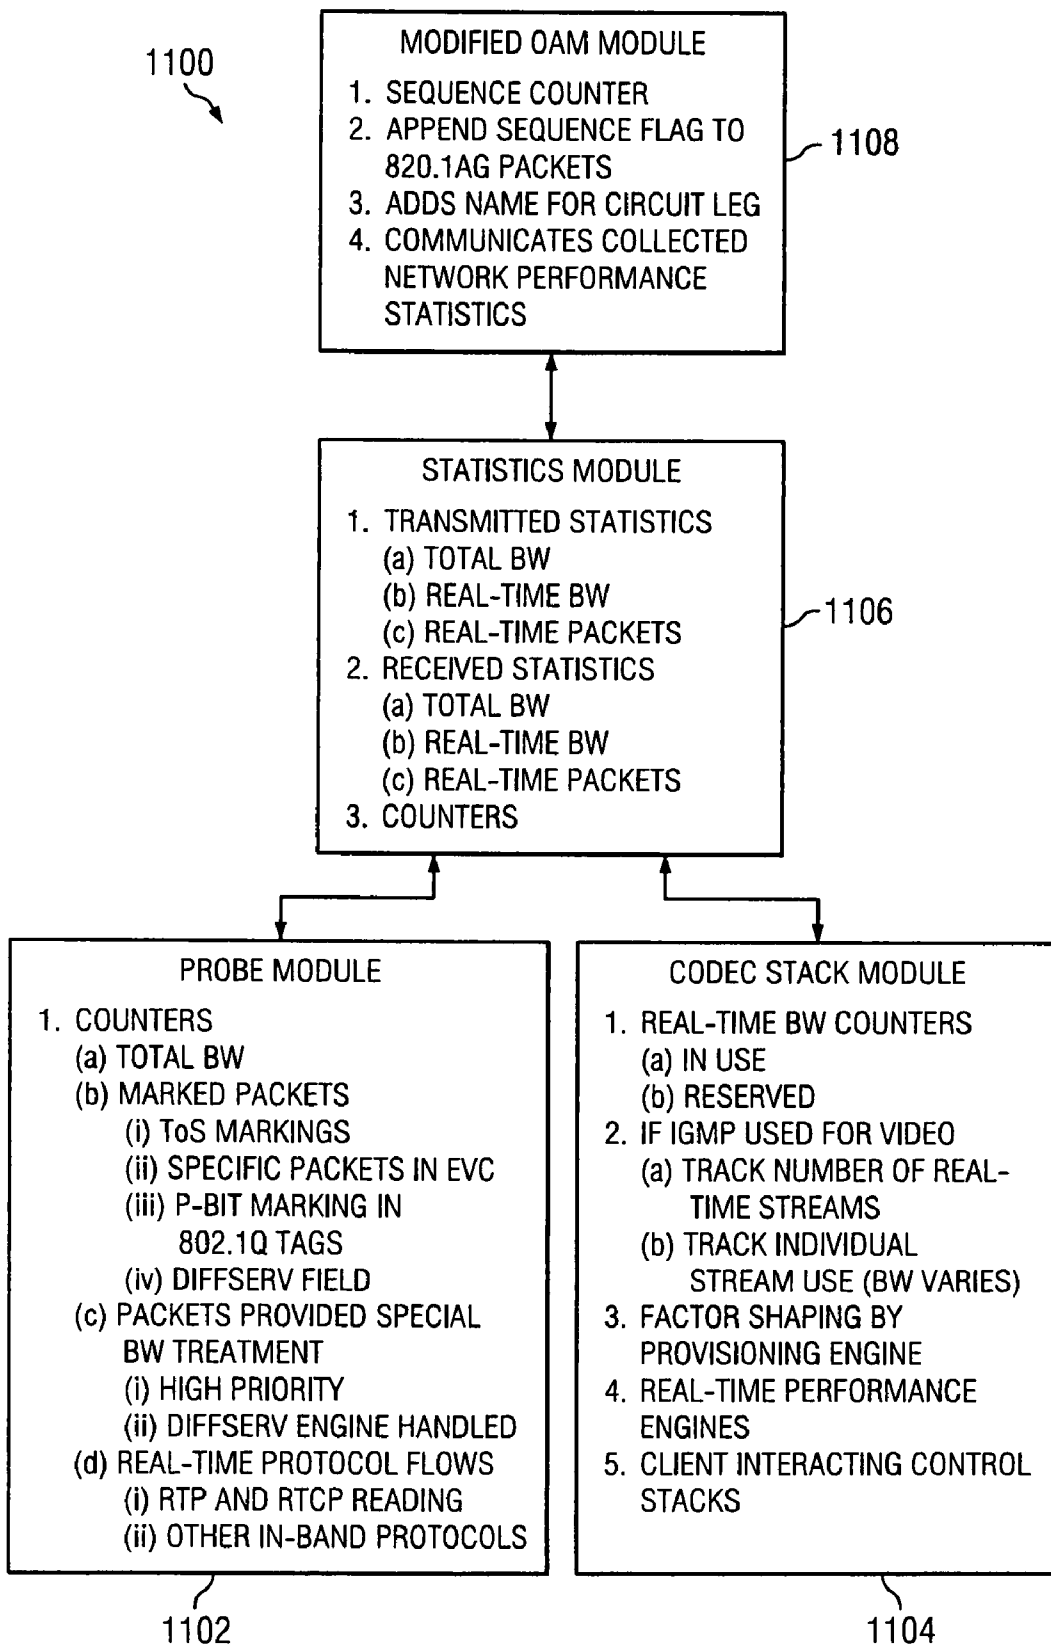 1100
MODIFIED OAM MODULE
1. SEQUENCE COUNTER
2. APPEND SEQUENCE FLAG TO
820.1AG PACKETS
3. ADDS NAME FOR CIRCUIT LEG
4. COMMUNICATES COLLECTED
NETWORK PERFORMANCE
STATISTICS
1108
STATISTICS MODULE
1. TRANSMITTED STATISTICS
(a) TOTAL BW
(b) REAL-TIME BW
(c) REAL-TIME PACKETS
2. RECEIVED STATISTICS
(a) TOTAL BW
(b) REAL-TIME BW
(c) REAL-TIME PACKETS
3. COUNTERS
1106
PROBE MODULE
1. COUNTERS
(a) TOTAL BW
(b) MARKED PACKETS
(i) ToS MARKINGS
(ii) SPECIFIC PACKETS IN EVC
(iii) P-BIT MARKING IN
802.1Q TAGS
(iv) DIFFSERV FIELD
(c) PACKETS PROVIDED SPECIAL
BW TREATMENT
(i) HIGH PRIORITY
(ii) DIFFSERV ENGINE HANDLED
(d) REAL-TIME PROTOCOL FLOWS
(i) RTP AND RTCP READING
(ii) OTHER IN-BAND PROTOCOLS
1102
CODEC STACK MODULE
1. REAL-TIME BW COUNTERS
(a) IN USE
(b) RESERVED
2. IF IGMP USED FOR VIDEO
(a) TRACK NUMBER OF REAL-
TIME STREAMS
(b) TRACK INDIVIDUAL
STREAM USE (BW VARIES)
3. FACTOR SHAPING BY
PROVISIONING ENGINE
4. REAL-TIME PERFORMANCE
ENGINES
5. CLIENT INTERACTING CONTROL
STACKS
1104